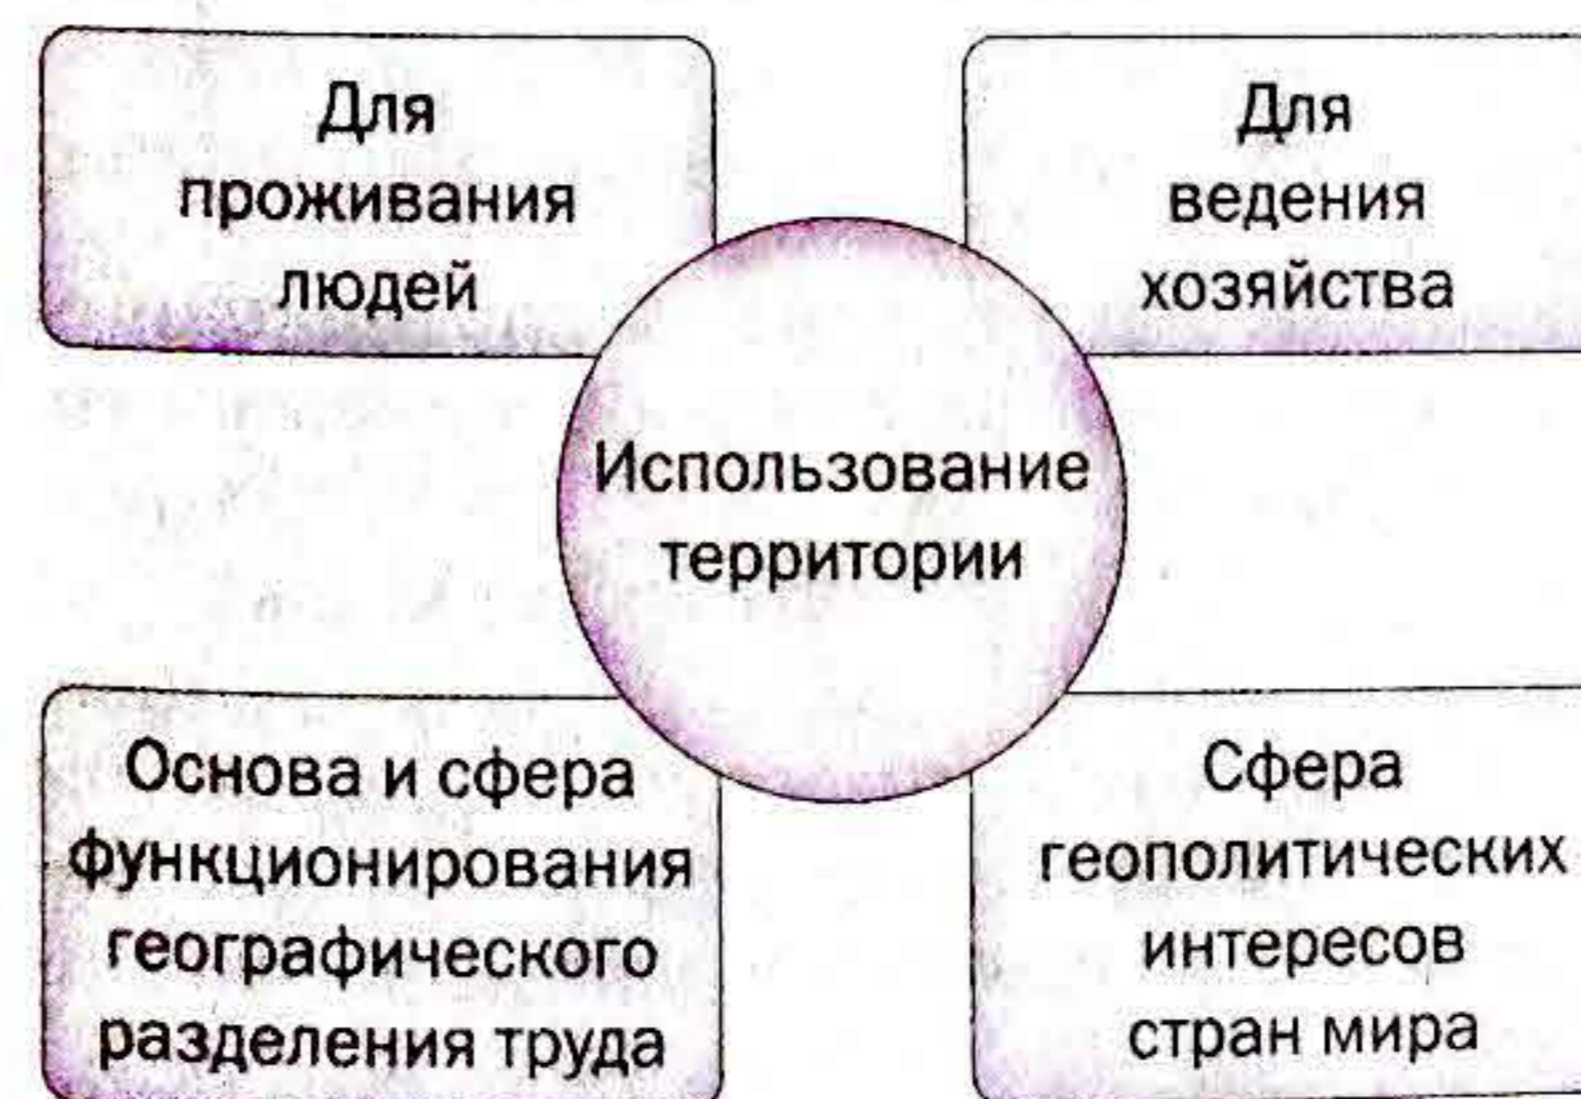 Для
проживания
людей
Для
ведения
хозяйства
Использование
территории
Основа и сфера
функционирования
географического
разделения труда
Сфера
геополитических
интересов
стран мира